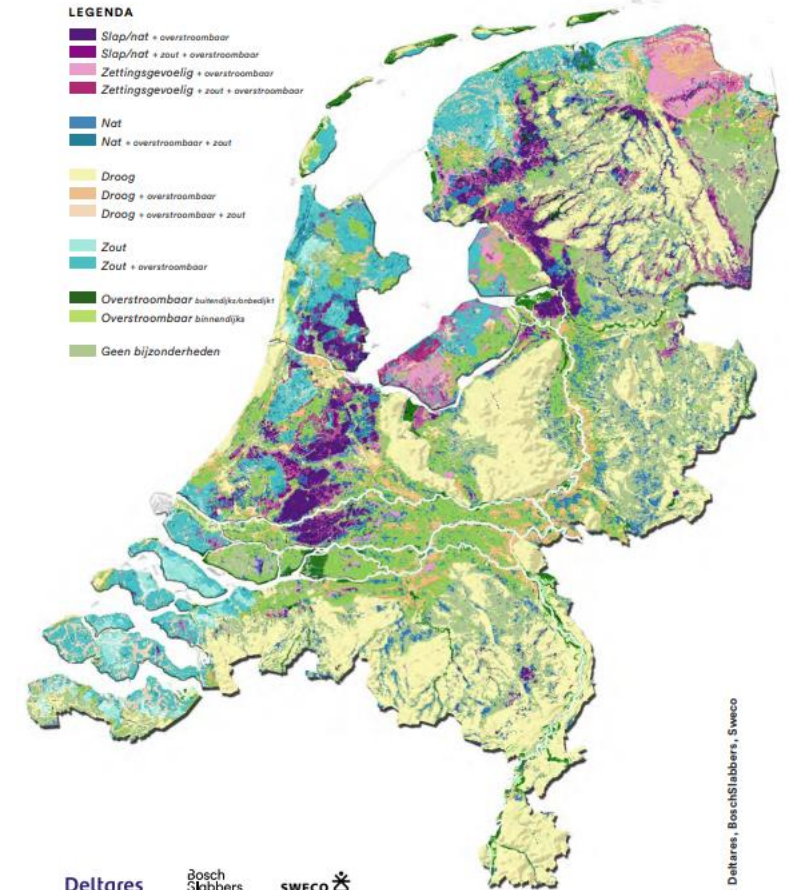 LEGENDA
Slap/nat + overstroombaar
Slap/nat + zout + overstroombaar
Zettingsgevoelig + overstroombaar
Zettingsgevoelig + zout + overstroombaar
Nat
Nat + overstroombaar + zout
Droog
Droog + overstroombaar
Droog + overstroombaar + zout
Zout
Zout + overstroombaar
Overstroombaar buitendijks/onbedijkt
Overstroombaar binnendijks
Geen bijzonderheden
Deltares, BoschSlabbers, Sweco
Deltares
Bosch
Slabbers
SWECO